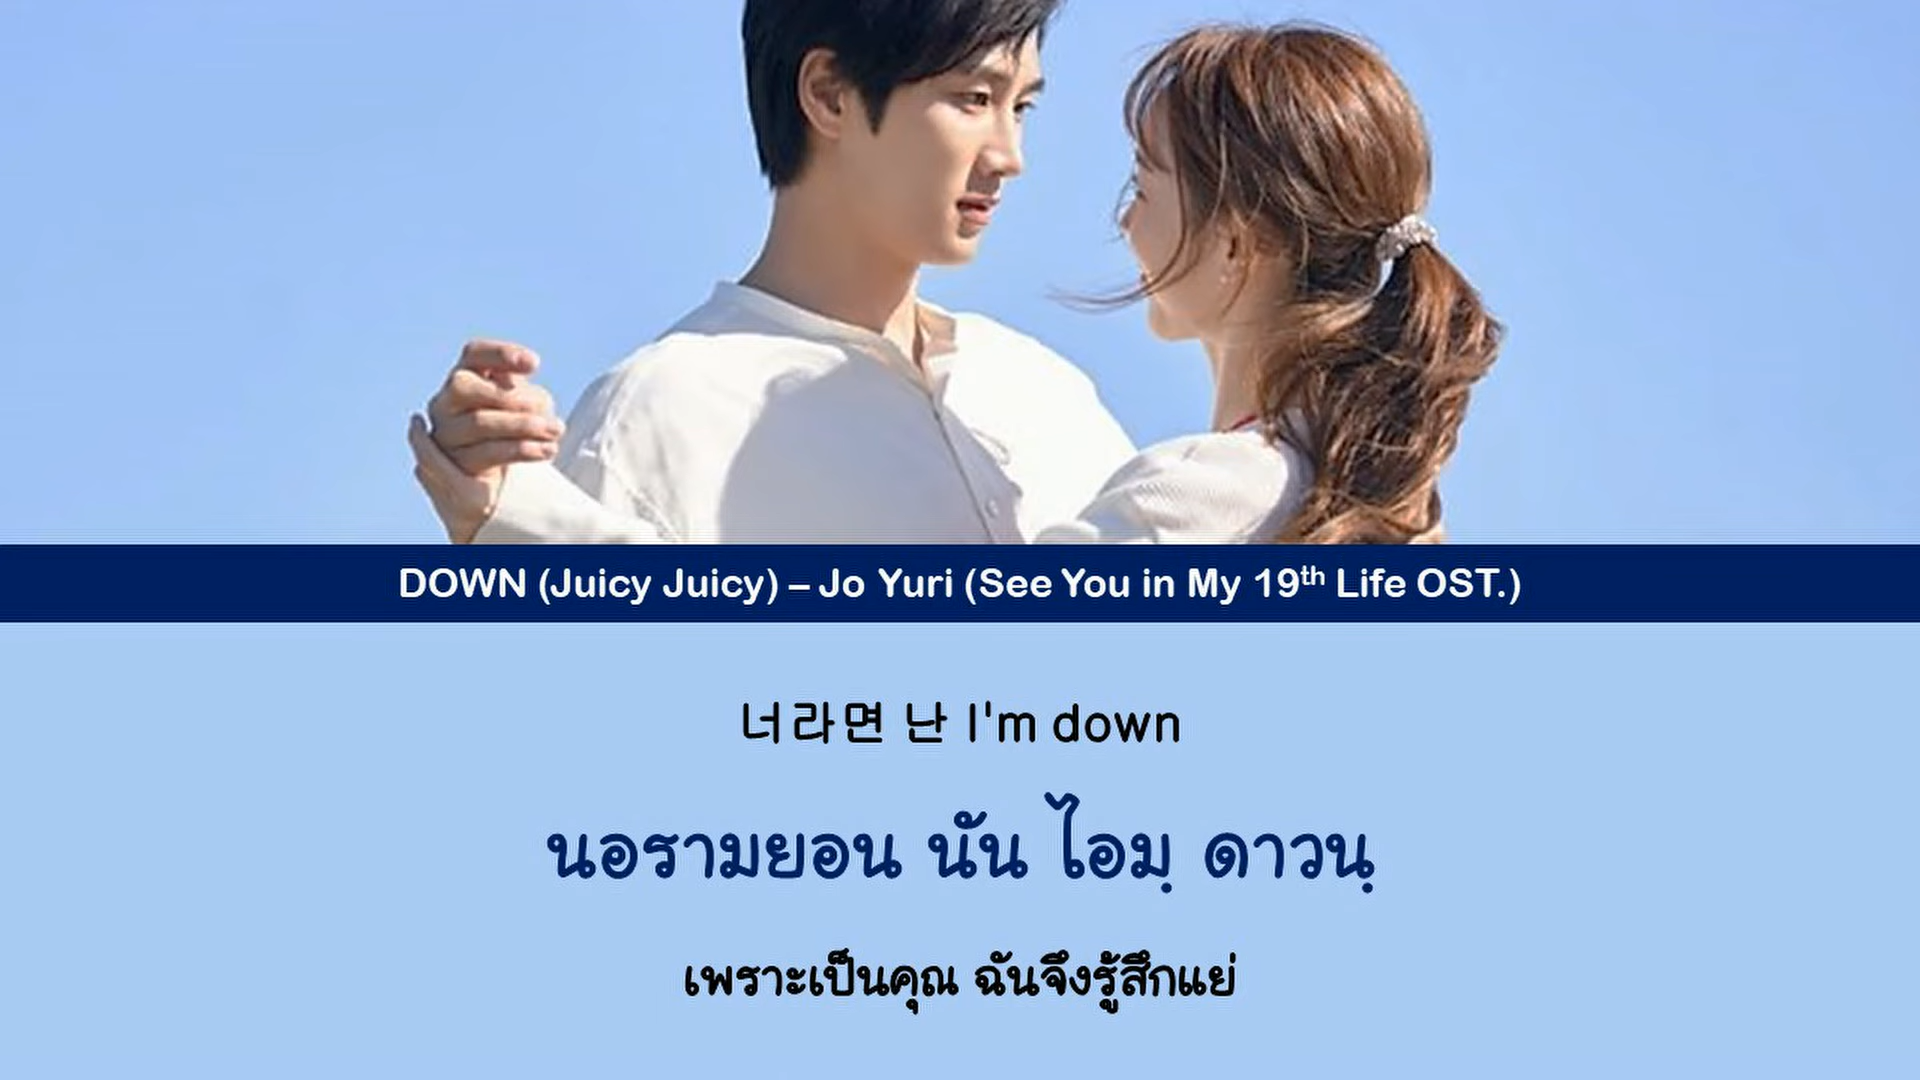 DOWN (Juicy Juicy) – Jo Yuri (See You in My 19th Life OST.)
너라면 난 I'm down
นอรามยอน นัน ไอมฺ ดาวนฺ
เพราะเป็นคุณ ฉันจึงรู้สึกแย่